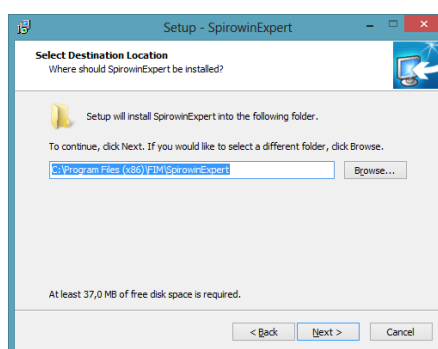 Setup - SpirowinExpert
Select Destination Location
Where should SpirowinExpert be installed?
Setup will install SpirowinExpert into the following folder.
To continue, click Next. If you would like to select a different folder, click Browse.
C:\Program Files (x86)\FIM\SpirowinExpert
Browse...
At least 37,0 MB of free disk space is required.
< Back Next > Cancel